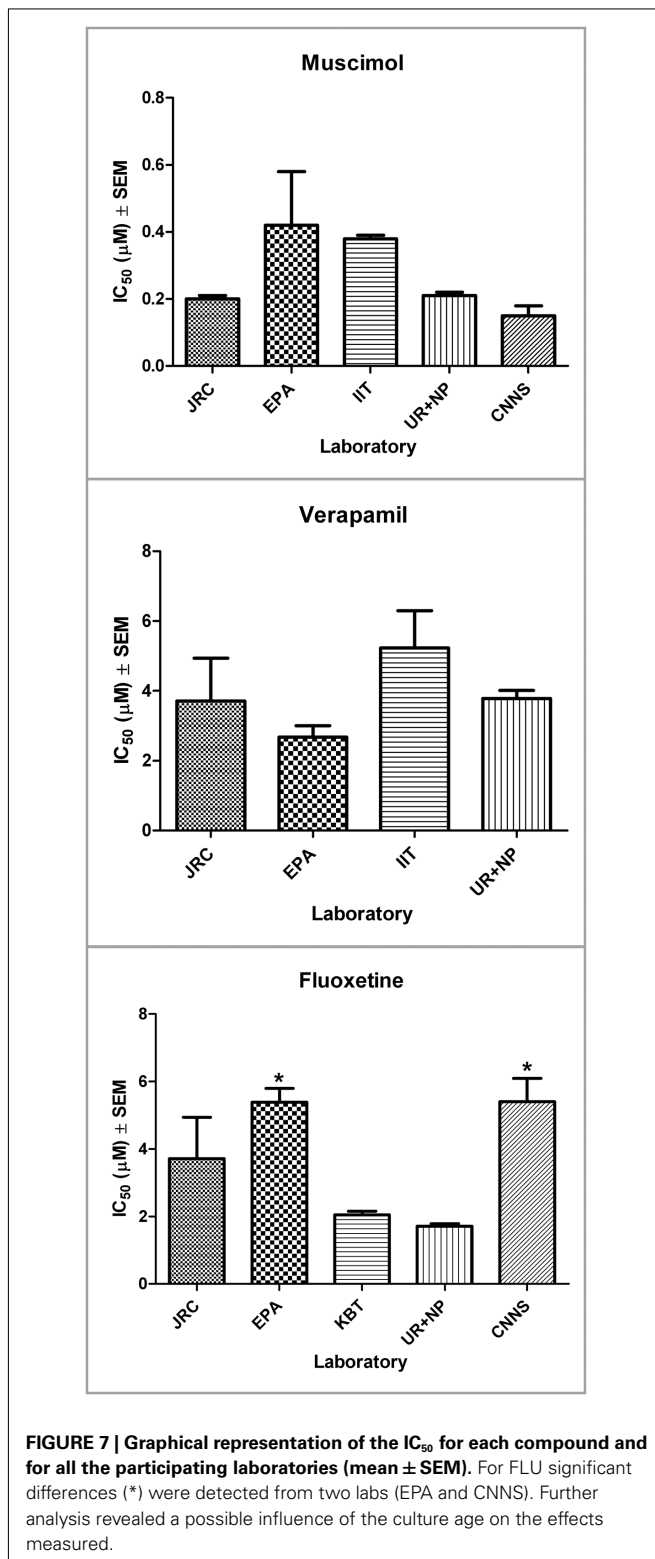 Muscimol
0.8
0.6
0.4
0.2
0.0
IC50 (μM) ± SEM
JRC
EPA
IIT
UR+NP
CNNS
Laboratory
Verapamil
8
6
4
2
0
IC50 (μM) ± SEM
JRC
EPA
IIT
UR+NP
Laboratory
Fluoxetine
8
6
4
2
0
IC50 (μM) ± SEM
*
*
JRC
EPA
KBT
UR+NP
CNNS
Laboratory
FIGURE 7 | Graphical representation of the IC50 for each compound and
for all the participating laboratories (mean ± SEM). For FLU significant
differences (*) were detected from two labs (EPA and CNNS). Further
analysis revealed a possible influence of the culture age on the effects
measured.